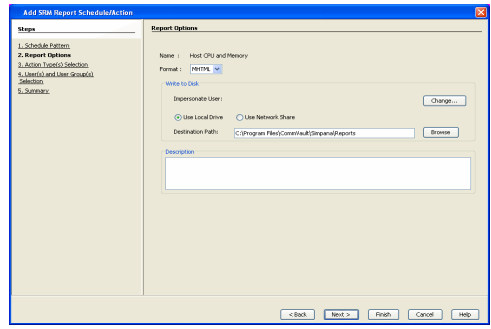 Add SRM Report Schedule/Action
Steps
1. Schedule Pattern
2. Report Options
3. Action Type(s) Selection
4. User(s) and User Group(s)
Selection
5. Summary
Report Options
Name : Host CPU and Memory
Format : MHTML
Write to Disk
Impersonate User:
Change...
Use Local Drive Use Network Share
Destination Path: C:\Program Files\CommVault\Simpana\Reports Browse
Description
< Back Next > Finish Cancel Help